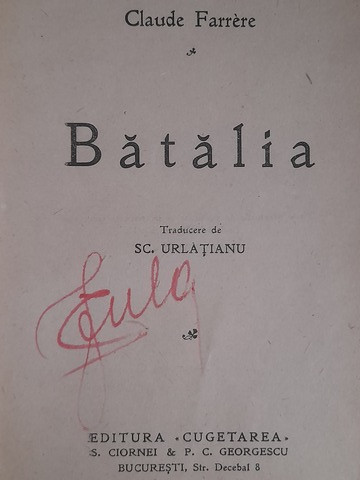 Claude Farrère
Bătălia
Traducere de
SC. URLAȚIANU
EDITURA «CUGETAREA»
S. CIORNEI & P. C. GEORGESCU
BUCUREȘTI, Str. Decebal 8